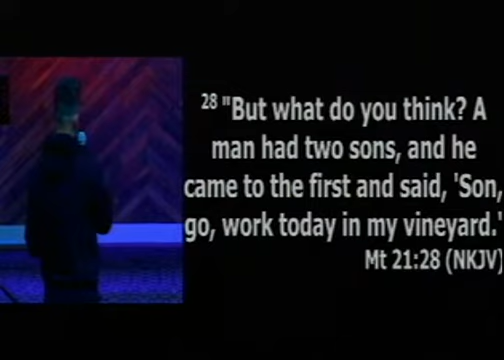 28 "But what do you think? A
man had two sons, and he
came to the first and said, 'Son,
go, work today in my vineyard.'
Mt 21:28 (NKJV)